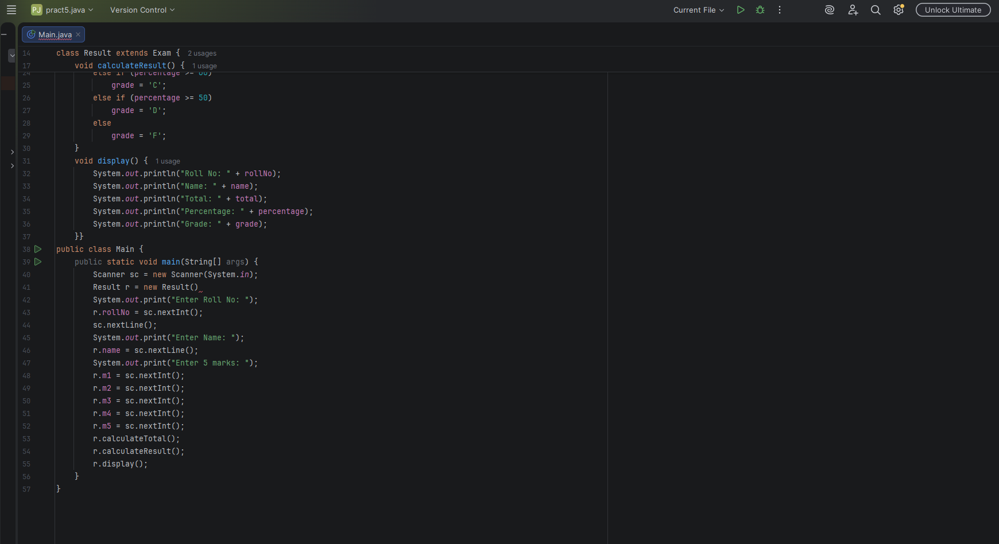 PJ pract5.java Version Control Current File Unlock Ultimate
Main.java
14 class Result extends Exam { 2 usages
17 void calculateResult() { 1 usage
24 else if (percentage >= 60)
25 grade = 'C';
26 else if (percentage >= 50)
27 grade = 'D';
28 else
29 grade = 'F';
30 }
31 void display() { 1 usage
32 System.out.println("Roll No: " + rollNo);
33 System.out.println("Name: " + name);
34 System.out.println("Total: " + total);
35 System.out.println("Percentage: " + percentage);
36 System.out.println("Grade: " + grade);
37 }}
38 public class Main {
39 public static void main(String[] args) {
40 Scanner sc = new Scanner(System.in);
41 Result r = new Result()
42 System.out.print("Enter Roll No: ");
43 r.rollNo = sc.nextInt();
44 sc.nextLine();
45 System.out.print("Enter Name: ");
46 r.name = sc.nextLine();
47 System.out.print("Enter 5 marks: ");
48 r.m1 = sc.nextInt();
49 r.m2 = sc.nextInt();
50 r.m3 = sc.nextInt();
51 r.m4 = sc.nextInt();
52 r.m5 = sc.nextInt();
53 r.calculateTotal();
54 r.calculateResult();
55 r.display();
56 }
57 }